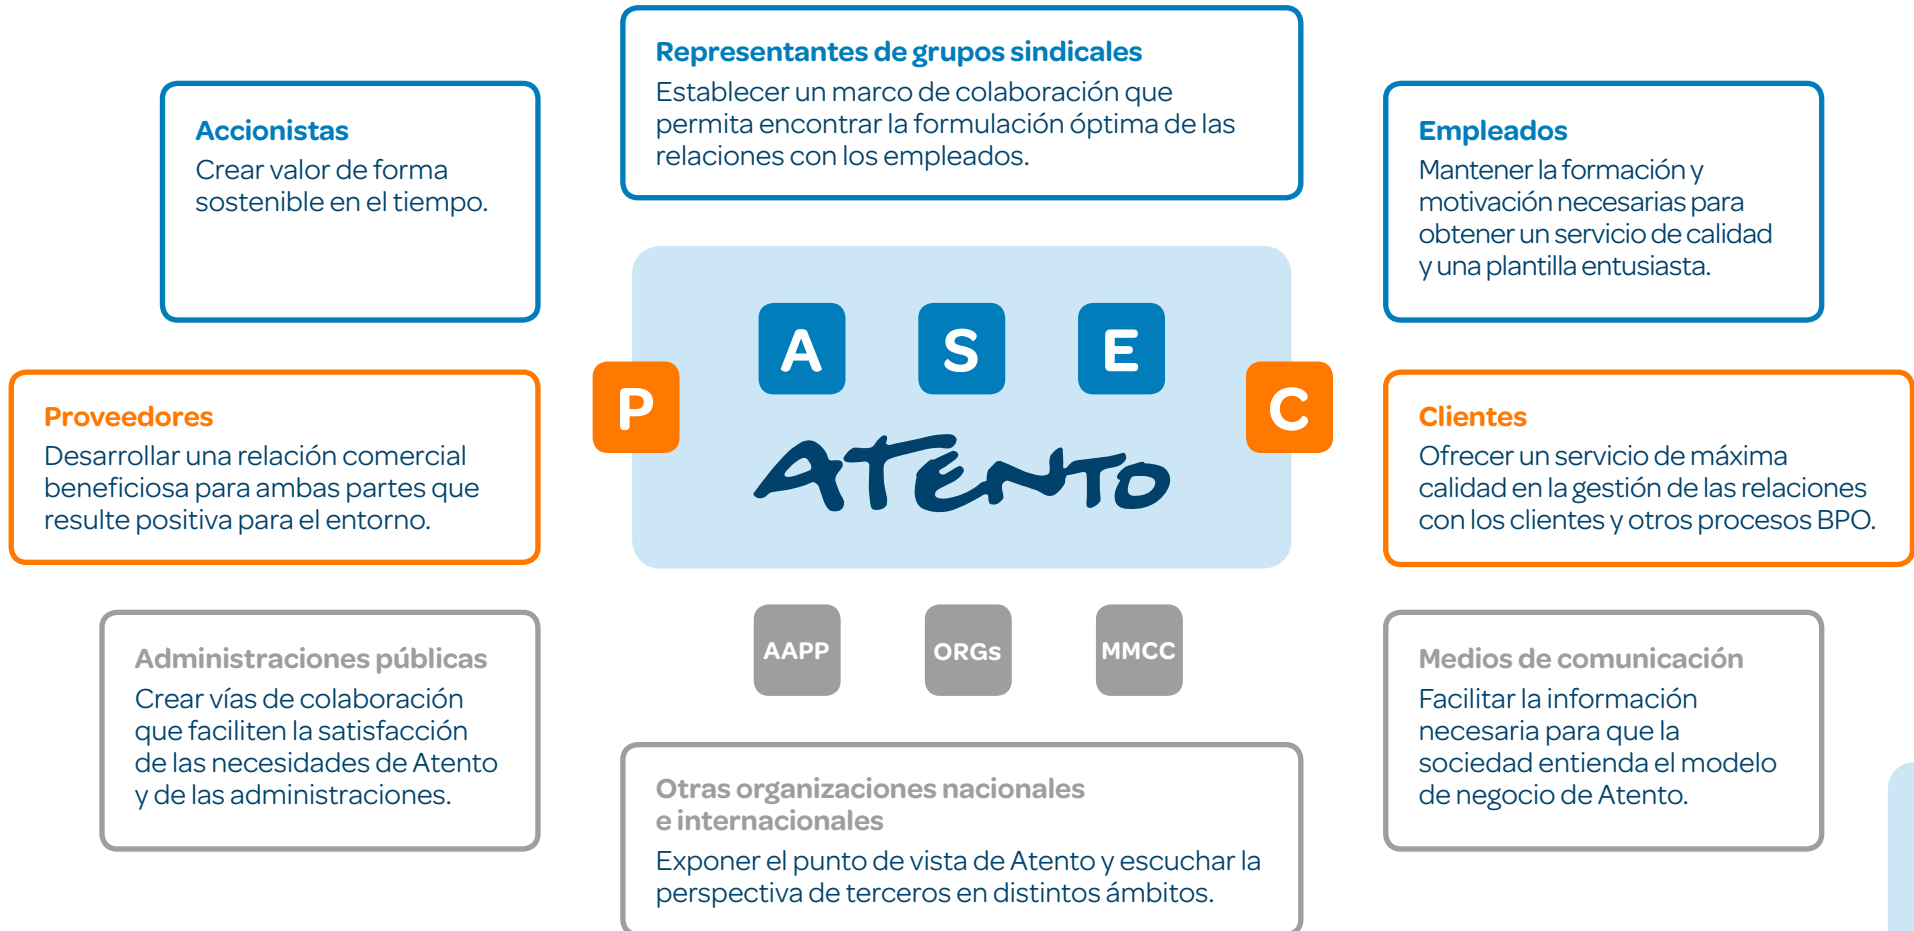 Representantes de grupos sindicales
Establecer un marco de colaboración que
permita encontrar la formulación óptima de las
relaciones con los empleados.
Accionistas
Crear valor de forma
sostenible en el tiempo.
Empleados
Mantener la formación y
motivación necesarias para
obtener un servicio de calidad
y una plantilla entusiasta.
A
S
E
P
C
ATENTO
Proveedores
Desarrollar una relación comercial
beneficiosa para ambas partes que
resulte positiva para el entorno.
Clientes
Ofrecer un servicio de máxima
calidad en la gestión de las relaciones
con los clientes y otros procesos BPO.
AAPP
ORGs
MMCC
Administraciones públicas
Crear vías de colaboración
que faciliten la satisfacción
de las necesidades de Atento
y de las administraciones.
Medios de comunicación
Facilitar la información
necesaria para que la
sociedad entienda el modelo
de negocio de Atento.
Otras organizaciones nacionales
e internacionales
Exponer el punto de vista de Atento y escuchar la
perspectiva de terceros en distintos ámbitos.